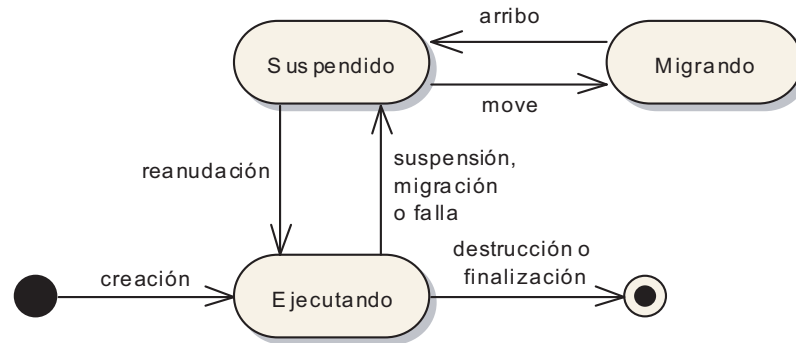 arribo
Suspendido
Migrando
move
reanudación
suspensión,
migración
o falla
creación
destrucción o
finalización
Ejecutando